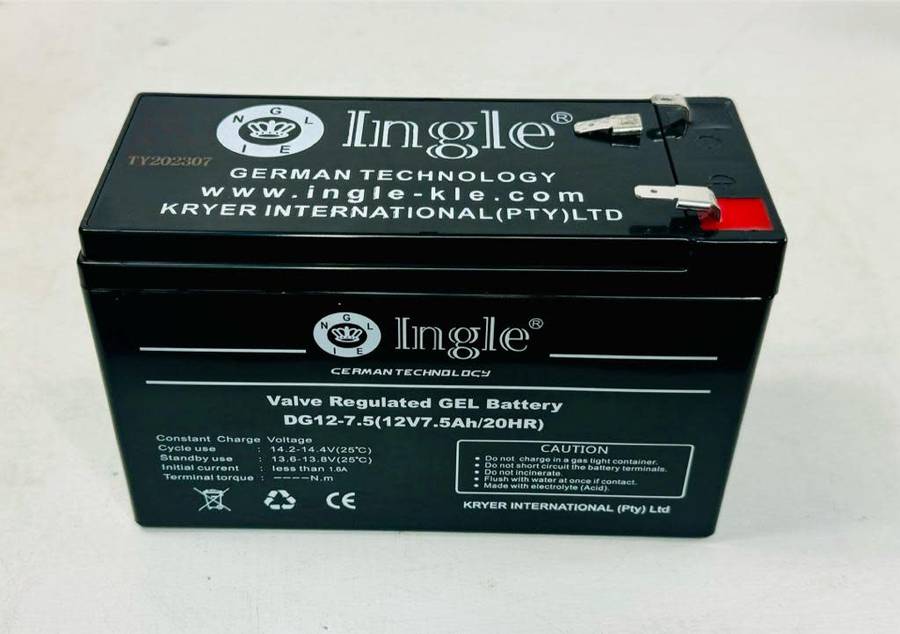 NGLEI
Ingle®
TY202307
GERMAN TECHNOLOGY
www.ingle-kle.com
KRYER INTERNATIONAL(PTY)LTD
NGLEI
Ingle®
GERMAN TECHNOLOGY
Valve Regulated GEL Battery
DG12-7.5(12V7.5Ah/20HR)
Constant Charge Voltage
Cycle use : 14.2-14.4V(25℃)
Standby use : 13.6-13.8V(25℃)
Initial current : less than 1.6A
Terminal torque : ----N.m
CE
CAUTION
• Do not charge in a gas tight container.
• Do not short circuit the battery terminals.
• Do not incinerate.
• Flush with water at once if contact.
• Made with electrolyte (Acid).
KRYER INTERNATIONAL (Pty) Ltd